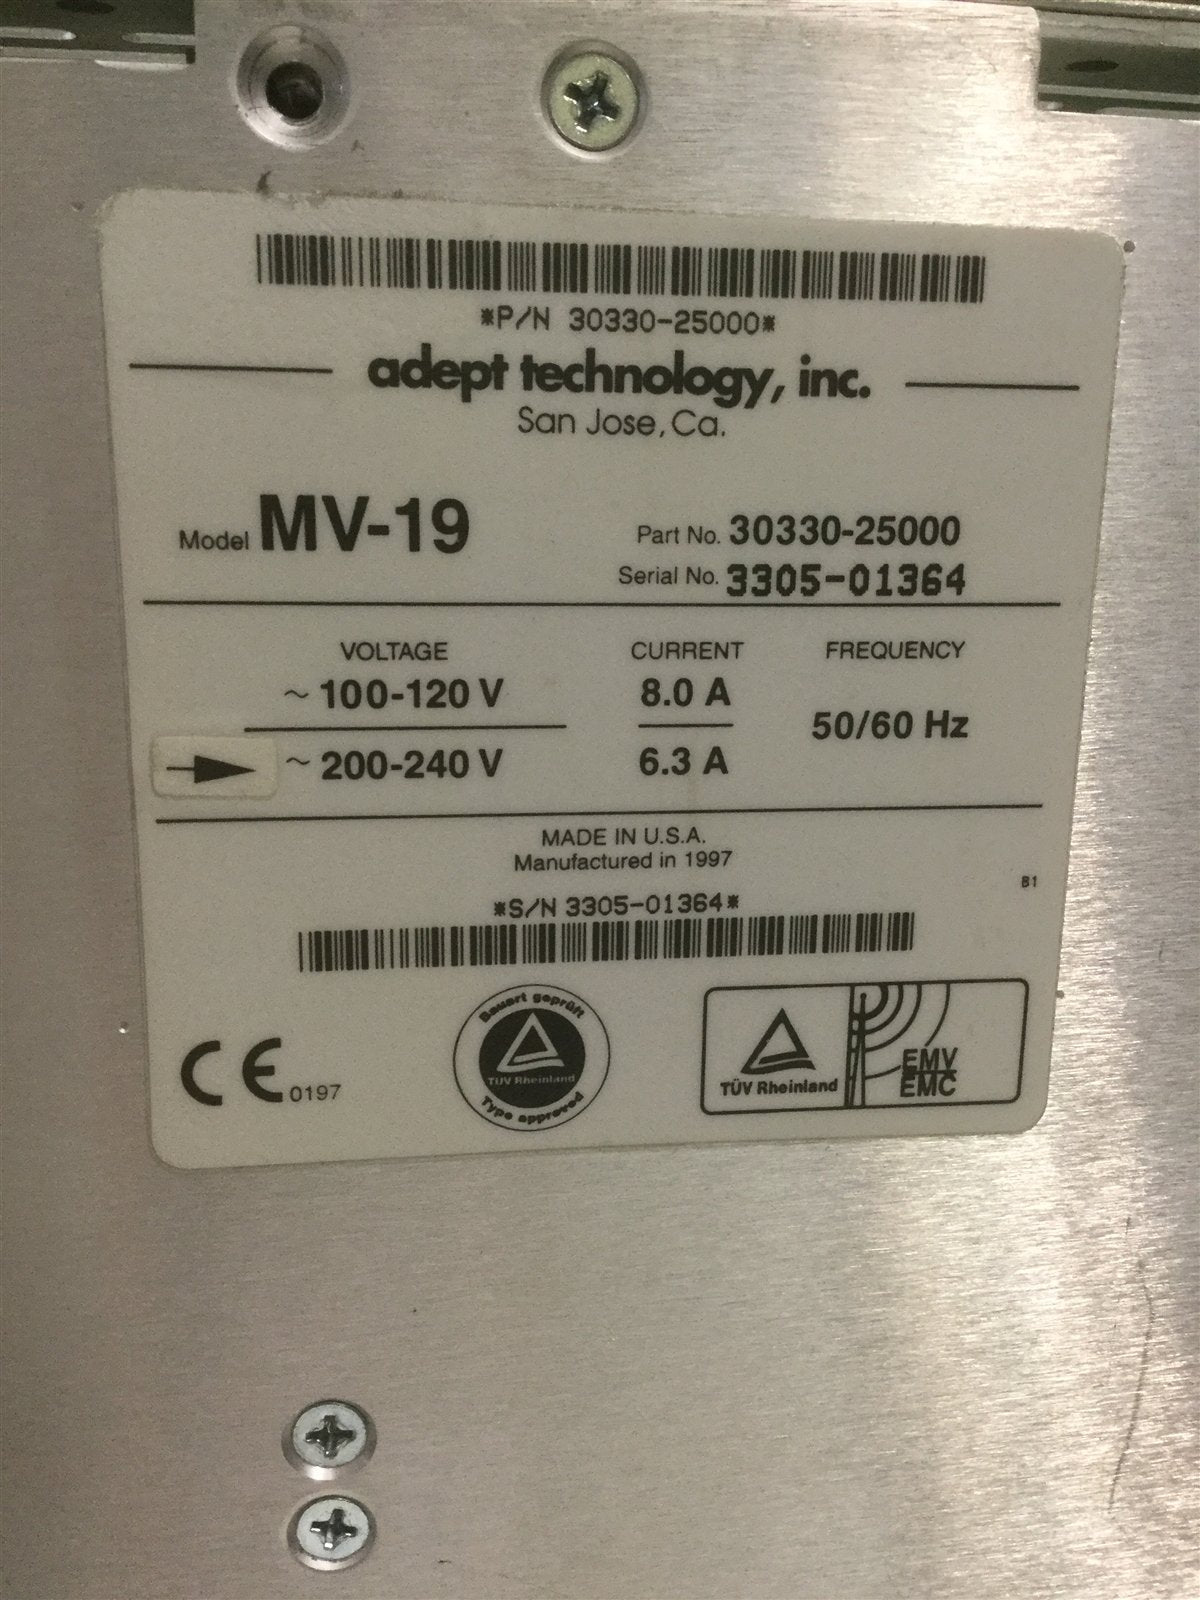 *P/N 30330-25000*
adept technology, inc.
San Jose, Ca.
Model MV-19
Part No. 30330-25000
Serial No. 3305-01364
VOLTAGE CURRENT FREQUENCY
~ 100-120 V 8.0 A
50/60 Hz
~ 200-240 V 6.3 A
MADE IN U.S.A.
Manufactured in 1997
B1
*S/N 3305-01364*
CE 0197
Bauart geprüft
TÜV Rheinland
Type approved
TÜV Rheinland
EMV
EMC